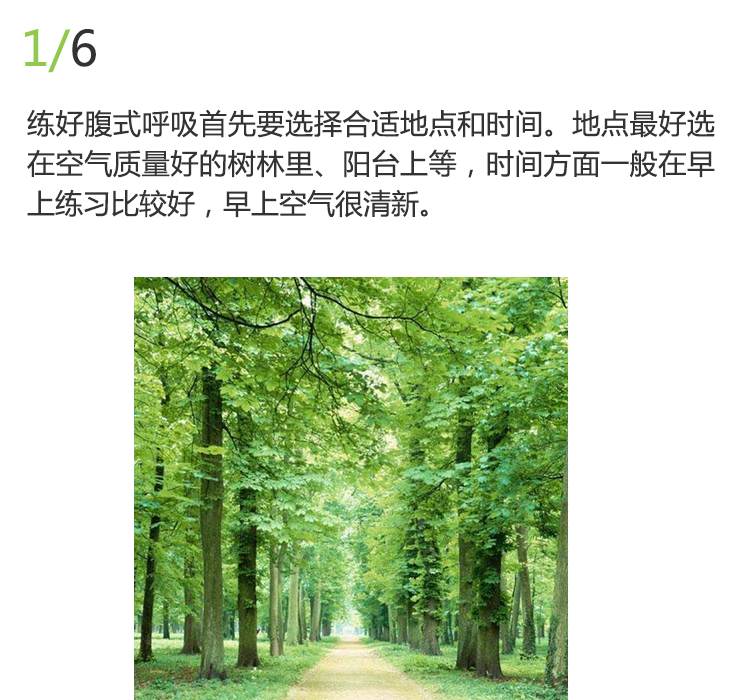 1/6
练好腹式呼吸首先要选择合适地点和时间。地点最好选
在空气质量好的树林里、阳台上等，时间方面一般在早
上练习比较好，早上空气很清新。